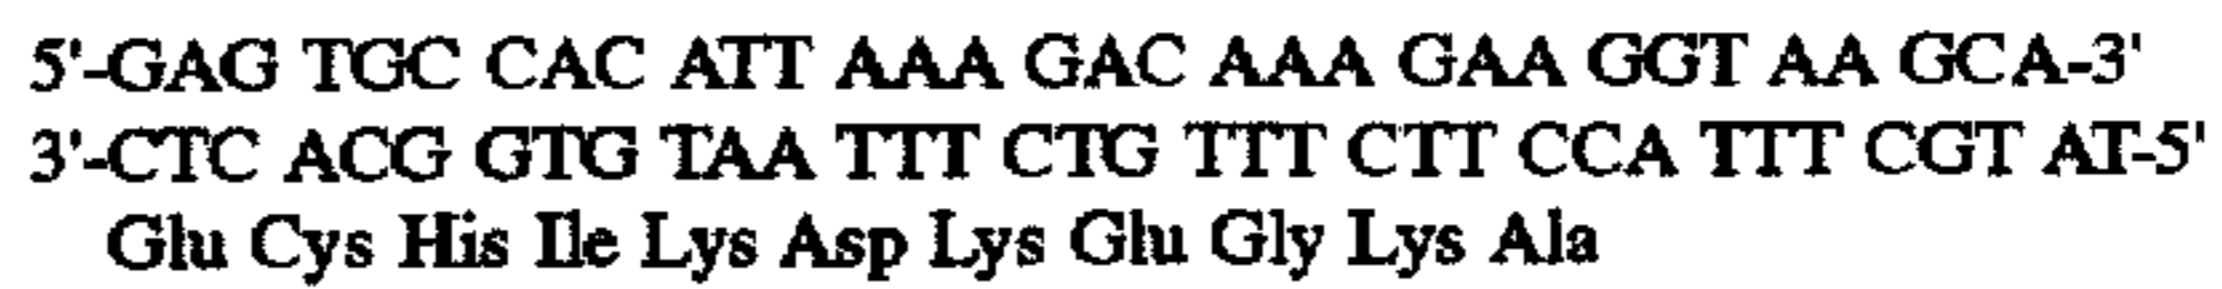 5'-GAG TGC CAC ATT AAA GAC AAA GAA GGT AA GCA-3'
3'-CTC ACG GTG TAA TTT CTG TTT CTT CCA TTT CGT AT-5'
Glu Cys His Ile Lys Asp Lys Glu Gly Lys Ala